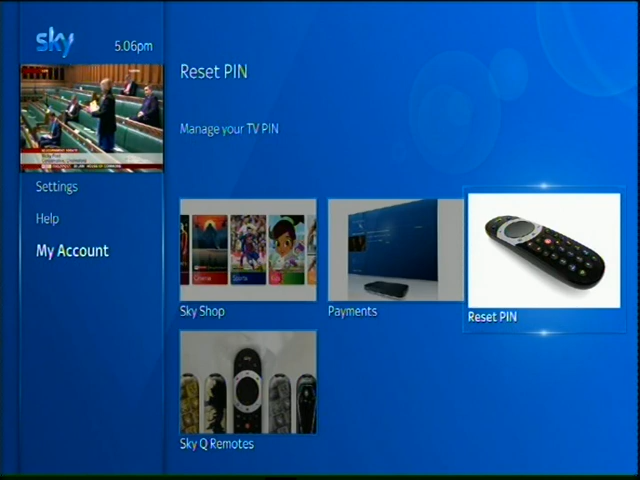 sky
5.06pm
Reset PIN
Manage your TV PIN
Settings
Help
My Account
Sky Shop
Payments
Reset PIN
Sky Q Remotes